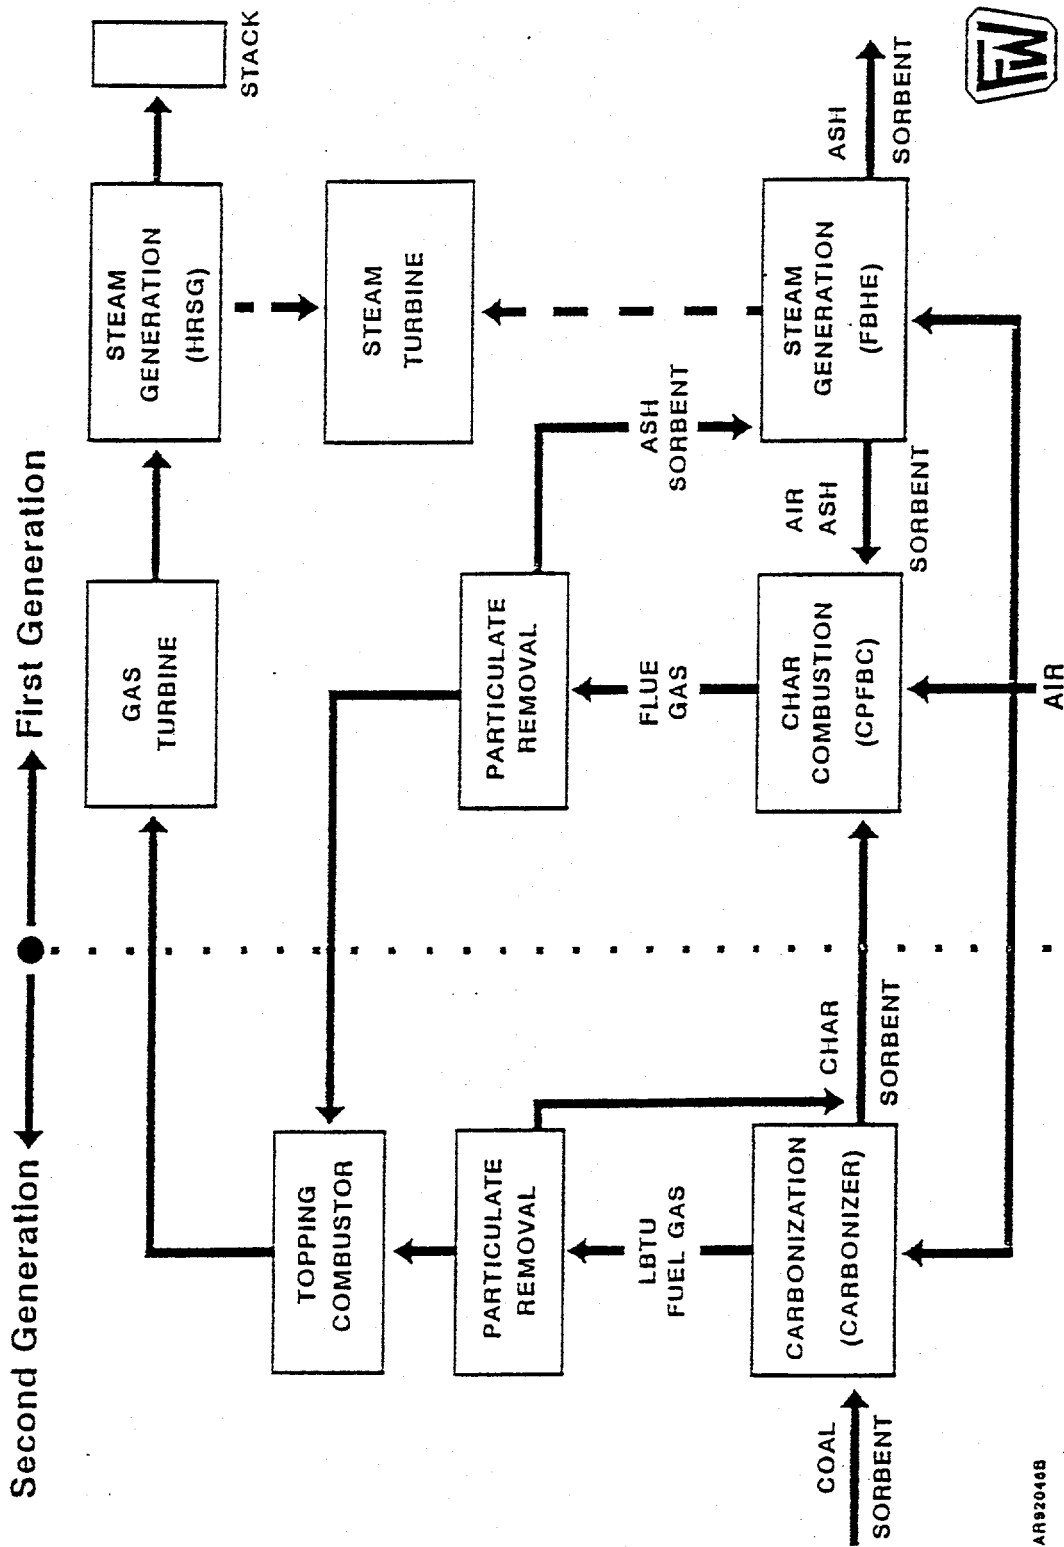 Second Generation
First Generation
TOPPING
COMBUSTOR
GAS
TURBINE
STEAM
GENERATION
(HRSG)
STACK
PARTICULATE
REMOVAL
PARTICULATE
REMOVAL
STEAM
TURBINE
LBTU
FUEL GAS
FLUE
GAS
ASH
SORBENT
COAL
SORBENT
CARBONIZATION
(CARBONIZER)
CHAR
SORBENT
CHAR
COMBUSTION
(CPFBC)
AIR
ASH
SORBENT
STEAM
GENERATION
(FBHE)
ASH
SORBENT
AIR
AR92046B
FW